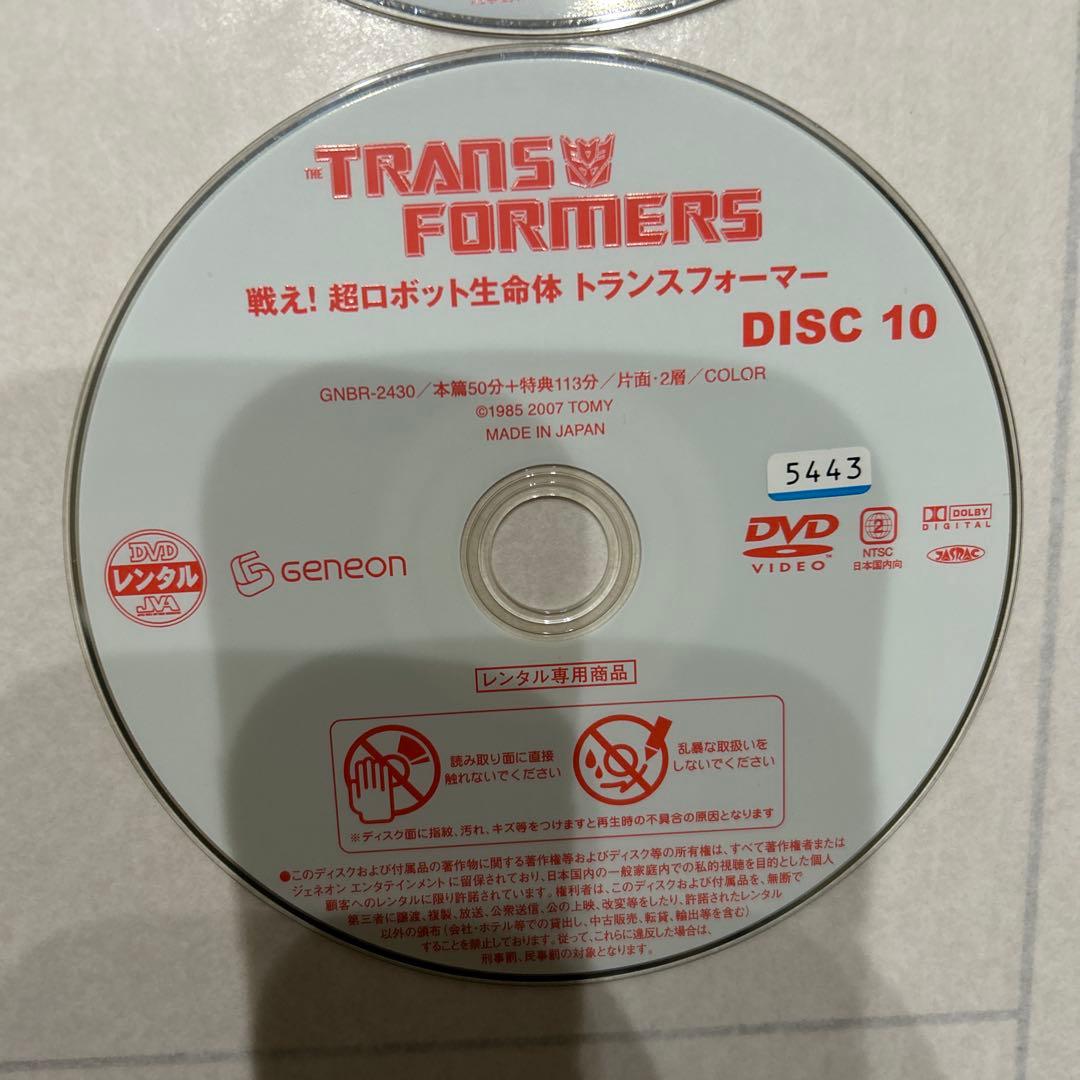 THE TRANS
FORMERS
戦え! 超ロボット生命体 トランスフォーマー
DISC 10
GNBR-2430／本篇50分＋特典113分／片面・2層／COLOR
©1985 2007 TOMY
MADE IN JAPAN
5443
DVD
レンタル
JVA
GENEON
DVD
VIDEO
2
NTSC
日本国内向
DOLBY
DIGITAL
JASRAC
レンタル専用商品
読み取り面に直接
触れないでください
乱暴な取扱いを
しないでください
※ディスク面に指紋、汚れ、キズ等をつけますと再生時の不具合の原因となります
●このディスクおよび付属品の著作物に関する著作権等およびディスク等の所有権は、すべて著作権者または
ジェネオン エンタテインメントに留保されており、日本国内の一般家庭内での私的視聴を目的とした個人
顧客へのレンタルに限り許諾されています。権利者は、このディスクおよび付属品を、無断で
第三者に譲渡、複製、放送、公衆送信、公の上映、改変等をしたり、許諾されたレンタル
以外の頒布(会社・ホテル等での貸出し、中古販売、転貸、輸出等を含む)
することを禁止しております。従って、これらに違反した場合は、
刑事罰、民事罰の対象となります。